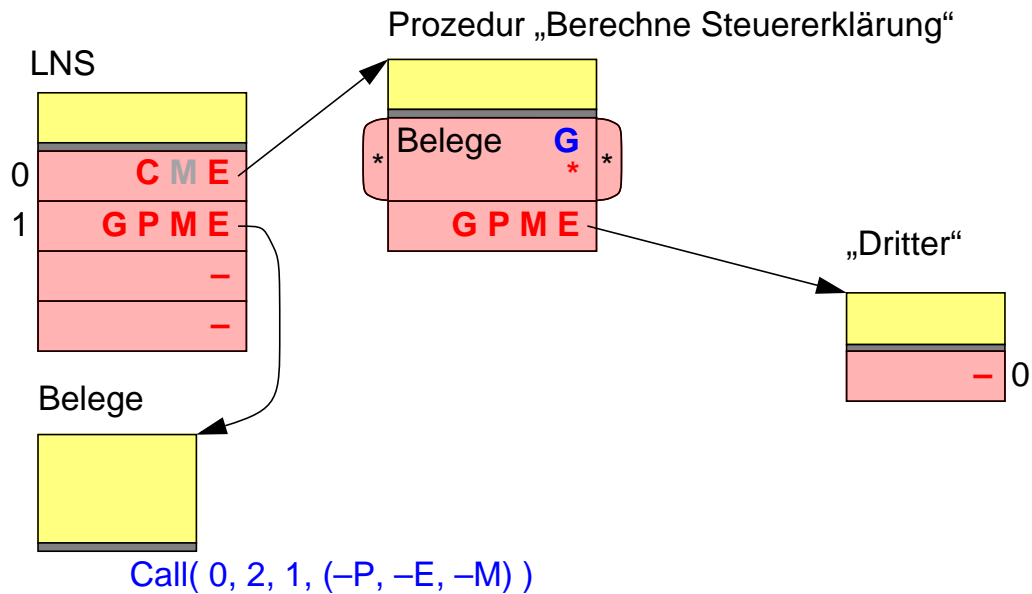 Prozedur „Berechne Steuererklärung“
LNS
Belege G
* * *
0 C M E
1 G P M E
G P M E
„Dritter“
–
–
– 0
Belege
Call( 0, 2, 1, (–P, –E, –M) )